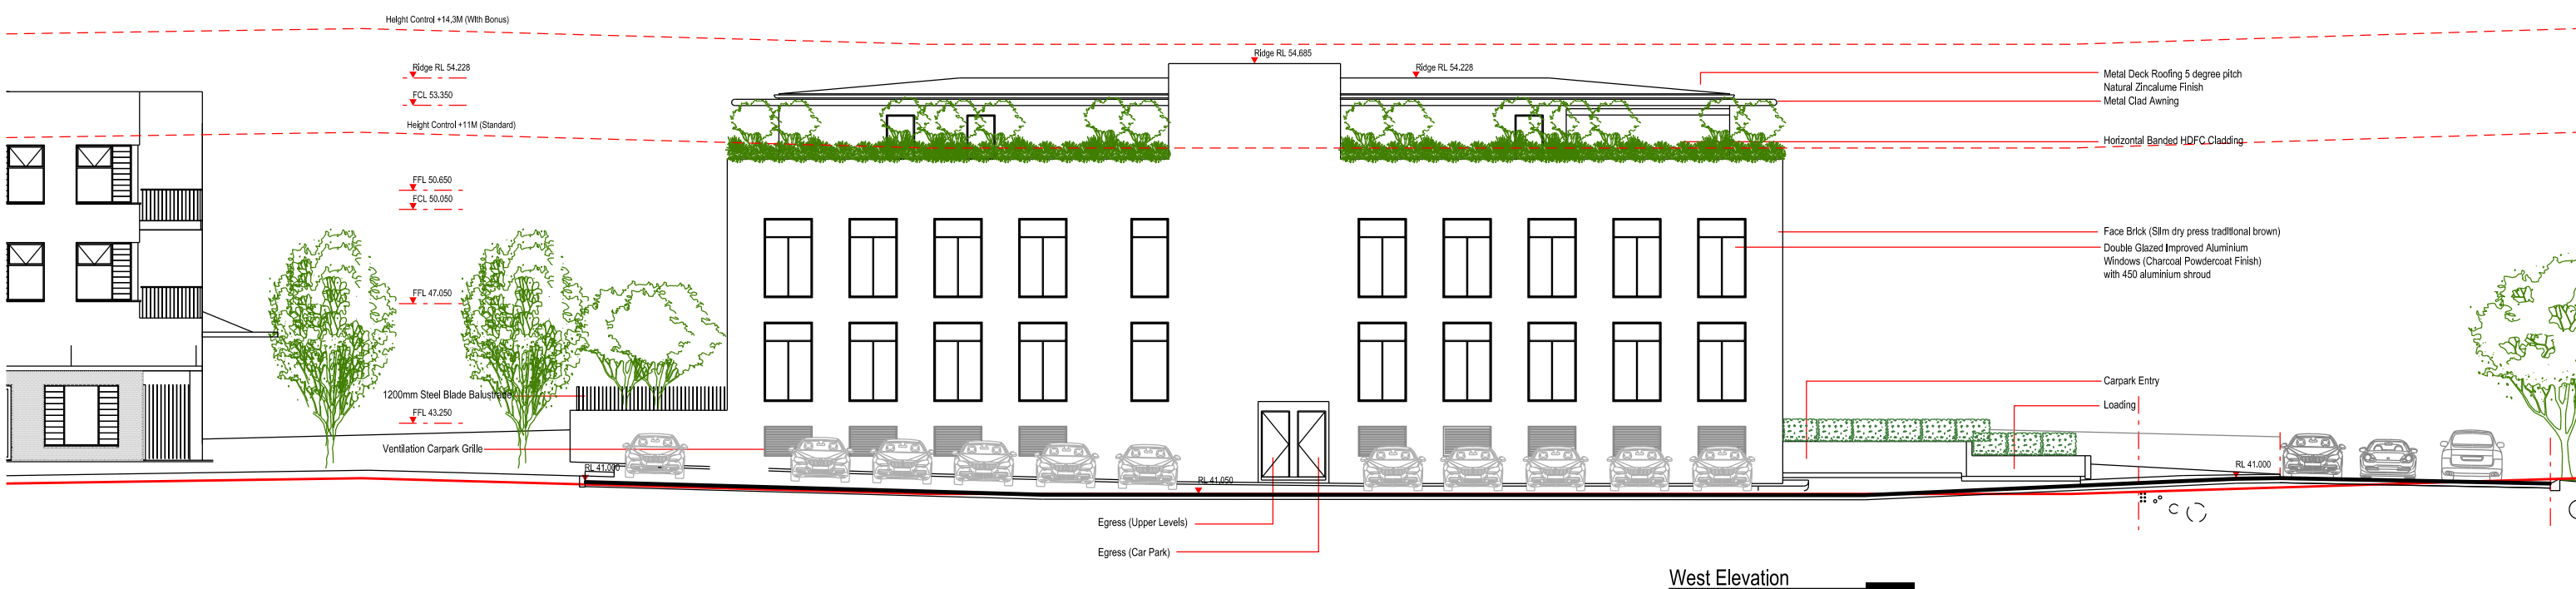 Height Control +14,3M (With Bonus)
Ridge RL 54.685
Ridge RL 54.228
Ridge RL 54.228
Metal Deck Roofing 5 degree pitch
Natural Zincalume Finish
Metal Clad Awning
FCL 53.350
Height Control +11M (Standard)
Horizontal Banded HDFC Cladding
FFL 50.650
FCL 50.050
Face Brick (Slim dry press traditional brown)
Double Glazed Improved Aluminium
Windows (Charcoal Powdercoat Finish)
with 450 aluminium shroud
FFL 47.050
Carpark Entry
1200mm Steel Blade Balustrade
Loading
FFL 43.250
Ventilation Carpark Grille
RL 41.000
RL 41.000
RL 41.050
Egress (Upper Levels)
Egress (Car Park)
West Elevation